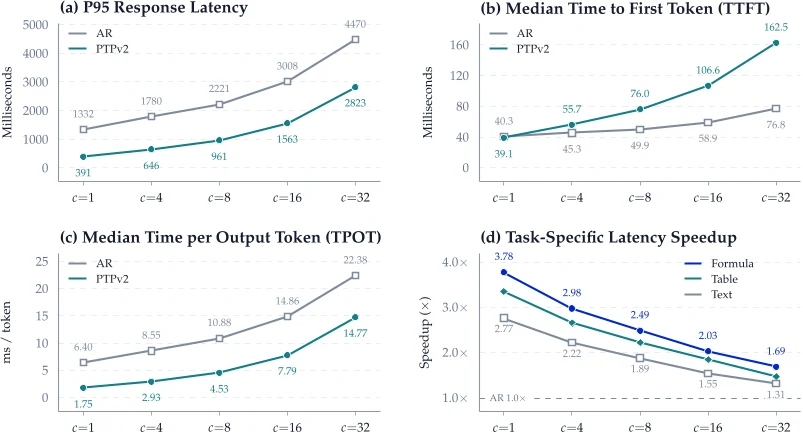 (a) P95 Response Latency
Milliseconds
5000
4000
3000
2000
1000
0
AR
PTPv2
1332
1780
2221
3008
4470
391
646
961
1563
2823
c=1
c=4
c=8
c=16
c=32
(b) Median Time to First Token (TTFT)
Milliseconds
160
120
80
40
0
AR
PTPv2
40.3
55.7
76.0
106.6
162.5
39.1
45.3
49.9
58.9
76.8
c=1
c=4
c=8
c=16
c=32
(c) Median Time per Output Token (TPOT)
ms / token
25
20
15
10
5
0
AR
PTPv2
6.40
8.55
10.88
14.86
22.38
1.75
2.93
4.53
7.79
14.77
c=1
c=4
c=8
c=16
c=32
(d) Task-Specific Latency Speedup
Speedup (×)
4.0×
3.0×
2.0×
1.0×
Formula
Table
Text
3.78
2.98
2.49
2.03
1.69
2.77
2.22
1.89
1.55
1.31
AR 1.0×
c=1
c=4
c=8
c=16
c=32